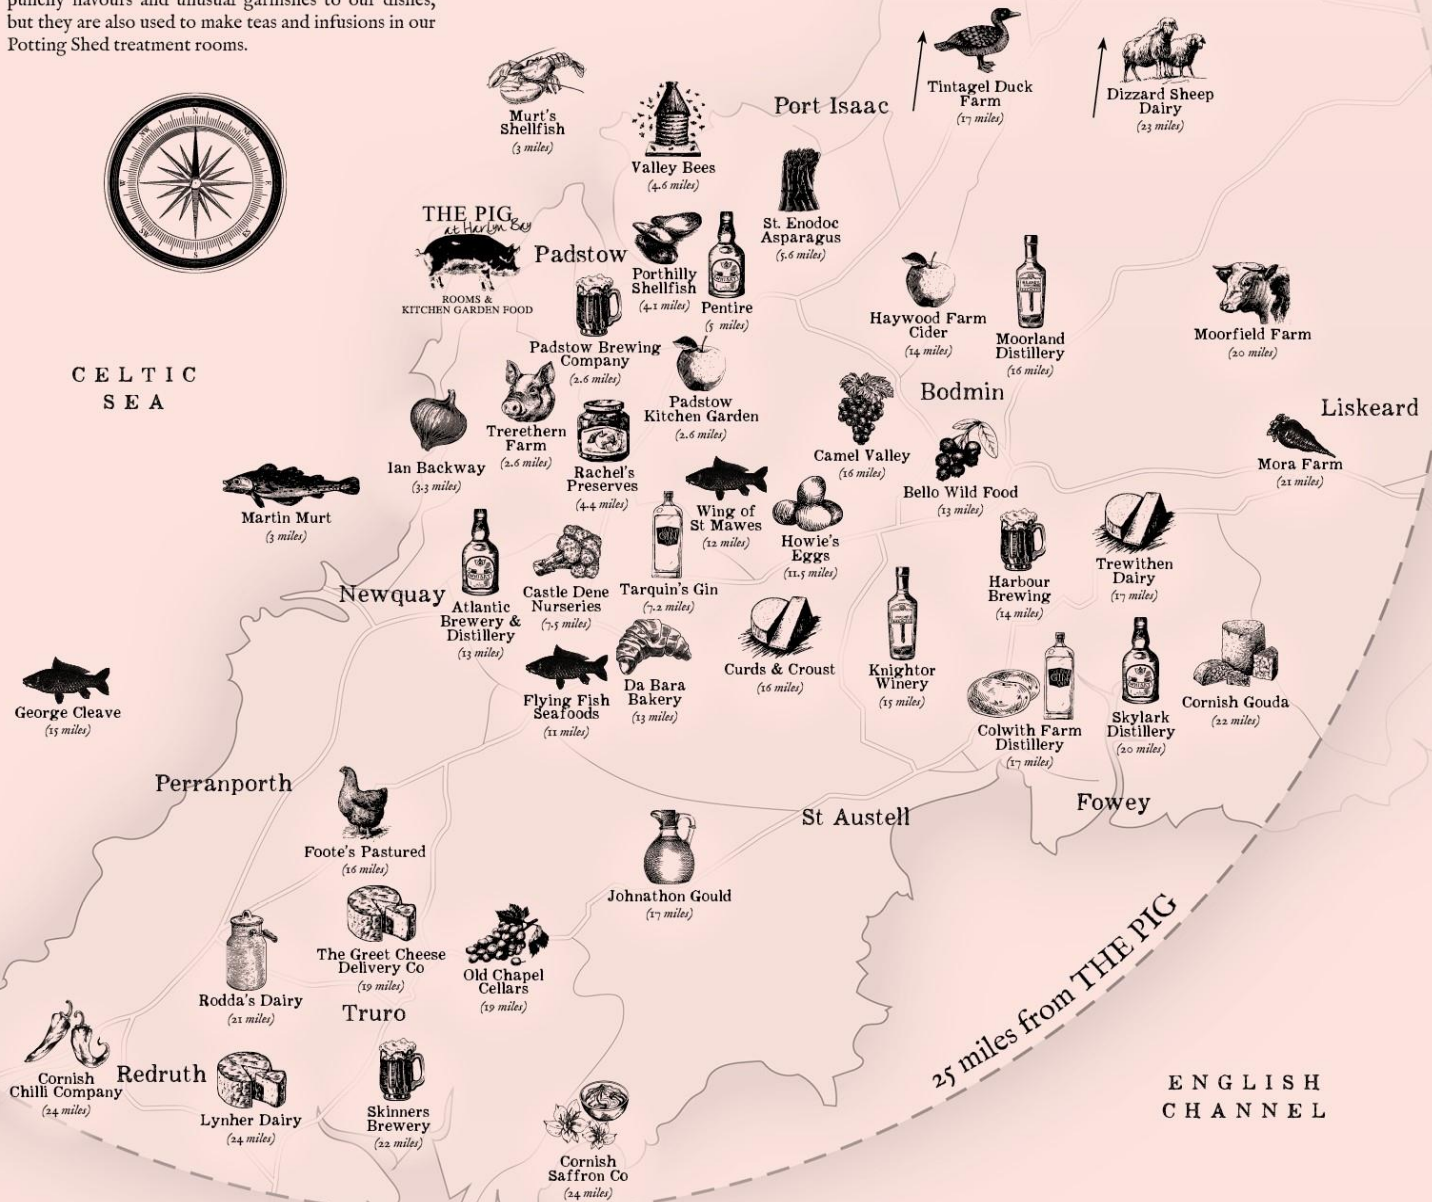 punchy flavours and unusual garnishes to our dishes,
but they are also used to make teas and infusions in our
Potting Shed treatment rooms.
Tintagel Duck
Farm
(17 miles)
Dizzard Sheep
Dairy
(23 miles)
Port Isaac
Murt's
Shellfish
(3 miles)
Valley Bees
(4.6 miles)
St. Enodoc
Asparagus
(5.6 miles)
THE PIG
at Harlyn Bay
ROOMS &
KITCHEN GARDEN FOOD
Padstow
Porthilly
Shellfish
(4.1 miles)
Pentire
(5 miles)
Haywood Farm
Cider
(14 miles)
Moorland
Distillery
(16 miles)
Moorfield Farm
(20 miles)
Padstow Brewing
Company
(2.6 miles)
CELTIC
SEA
Padstow
Kitchen Garden
(2.6 miles)
Bodmin
Liskeard
Trerethern
Farm
(2.6 miles)
Ian Backway
(3.3 miles)
Rachel's
Preserves
(4.4 miles)
Camel Valley
(16 miles)
Bello Wild Food
(13 miles)
Mora Farm
(21 miles)
Martin Murt
(3 miles)
Wing of
St Mawes
(12 miles)
Howie's
Eggs
(11.5 miles)
Harbour
Brewing
(14 miles)
Trewithen
Dairy
(17 miles)
Newquay
Atlantic
Brewery &
Distillery
(13 miles)
Castle Dene
Nurseries
(7.5 miles)
Tarquin's Gin
(7.2 miles)
George Cleave
(15 miles)
Flying Fish
Seafoods
(11 miles)
Da Bara
Bakery
(13 miles)
Curds & Croust
(16 miles)
Knightor
Winery
(15 miles)
Colwith Farm
Distillery
(17 miles)
Skylark
Distillery
(20 miles)
Cornish Gouda
(22 miles)
Perranporth
St Austell
Fowey
Foote's Pastured
(16 miles)
Johnathon Gould
(17 miles)
The Greet Cheese
Delivery Co
(19 miles)
Old Chapel
Cellars
(19 miles)
Rodda's Dairy
(21 miles)
Truro
25 miles from THE PIG
Cornish
Chilli Company
(24 miles)
Redruth
Lynher Dairy
(24 miles)
Skinners
Brewery
(22 miles)
Cornish
Saffron Co
(24 miles)
ENGLISH
CHANNEL